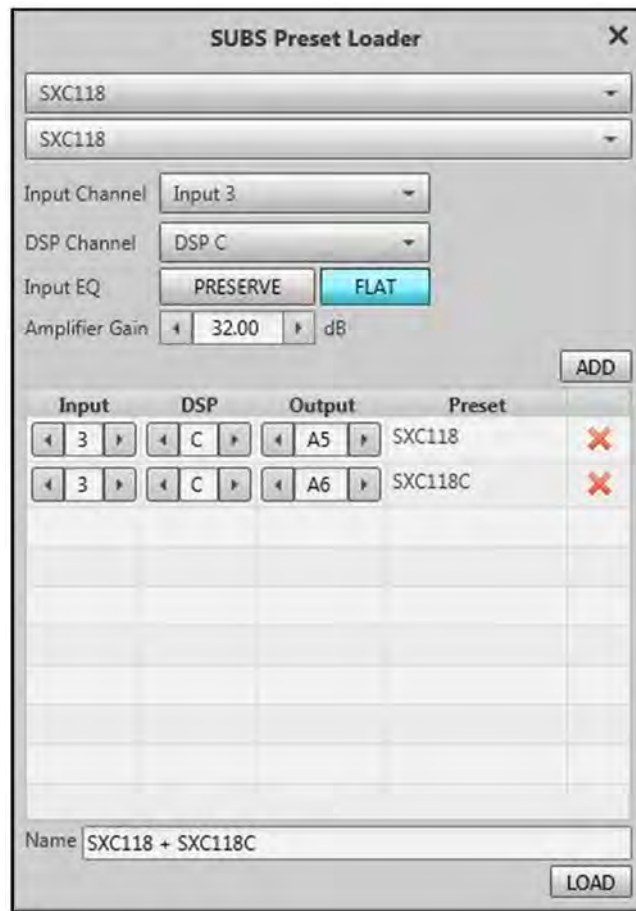 SUBS Preset Loader
SXC118
SXC118
Input Channel Input 3
DSP Channel DSP C
Input EQ PRESERVE FLAT
Amplifier Gain 32.00 dB
ADD
Input DSP Output Preset
3 C A5 SXC118
3 C A6 SXC118C
Name SXC118 + SXC118C
LOAD